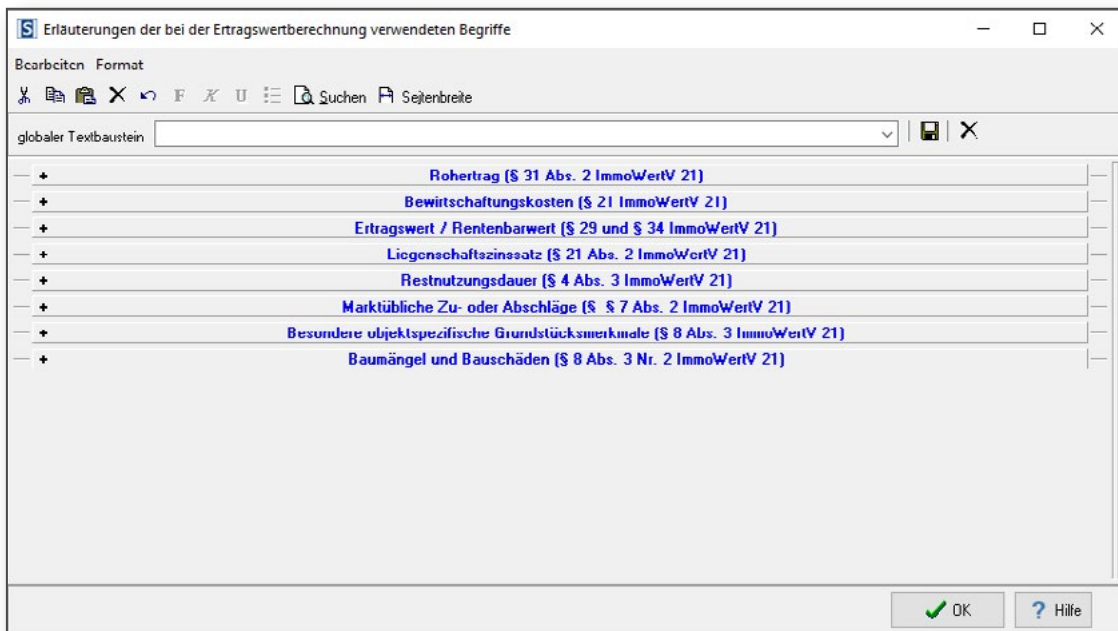 Erläuterungen der bei der Ertragswertberechnung verwendeten Begriffe
Bearbeiten Format
F K U Suchen Seitenbreite
globaler Textbaustein
Rohertrag (§ 31 Abs. 2 ImmoWertV 21)
Bewirtschaftungskosten (§ 21 ImmoWertV 21)
Ertragswert / Rentenbarwert (§ 29 und § 34 ImmoWertV 21)
Liegenschaftszinssatz (§ 21 Abs. 2 ImmoWertV 21)
Restnutzungsdauer (§ 4 Abs. 3 ImmoWertV 21)
Marktübliche Zu- oder Abschläge (§ § 7 Abs. 2 ImmoWertV 21)
Besondere objektspezifische Grundstücksmerkmale (§ 8 Abs. 3 ImmoWertV 21)
Baumängel und Bauschäden (§ 8 Abs. 3 Nr. 2 ImmoWertV 21)
OK ? Hilfe